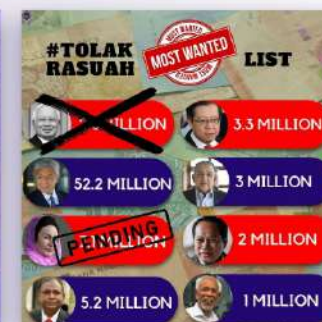 #TOLAK
RASUAH
MOST WANTED
LIST
3.3 MILLION
52.2 MILLION
3 MILLION
PENDING
2 MILLION
5.2 MILLION
1 MILLION